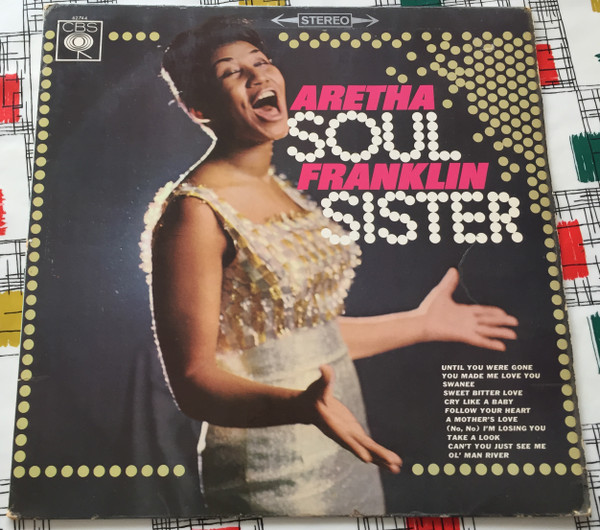 62744
STEREO
CBS
ARETHA
SOUL
FRANKLIN
SISTER
UNTIL YOU WERE GONE
YOU MADE ME LOVE YOU
SWANEE
SWEET BITTER LOVE
CRY LIKE A BABY
FOLLOW YOUR HEART
A MOTHER'S LOVE
(No, No) I'M LOSING YOU
TAKE A LOOK
CAN'T YOU JUST SEE ME
OL' MAN RIVER